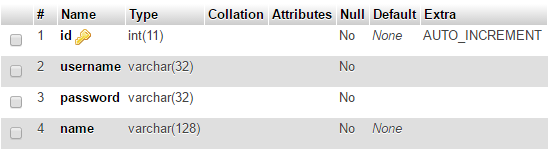 # Name Type Collation Attributes Null Default Extra
1 id int(11) No None AUTO_INCREMENT
2 username varchar(32) No
3 password varchar(32) No
4 name varchar(128) No None